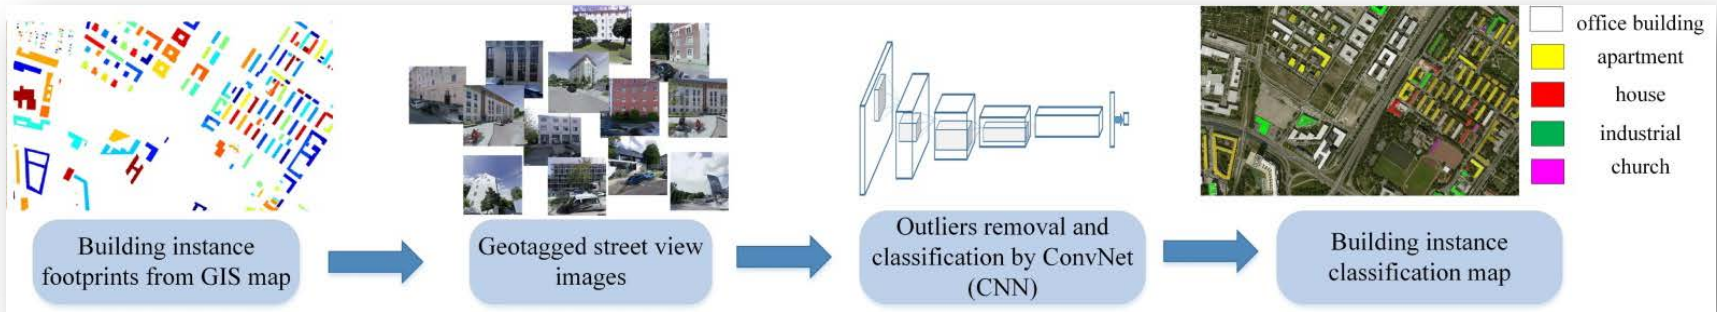 office building
apartment
house
industrial
church
Building instance
footprints from GIS map
Geotagged street view
images
Outliers removal and
classification by ConvNet
(CNN)
Building instance
classification map